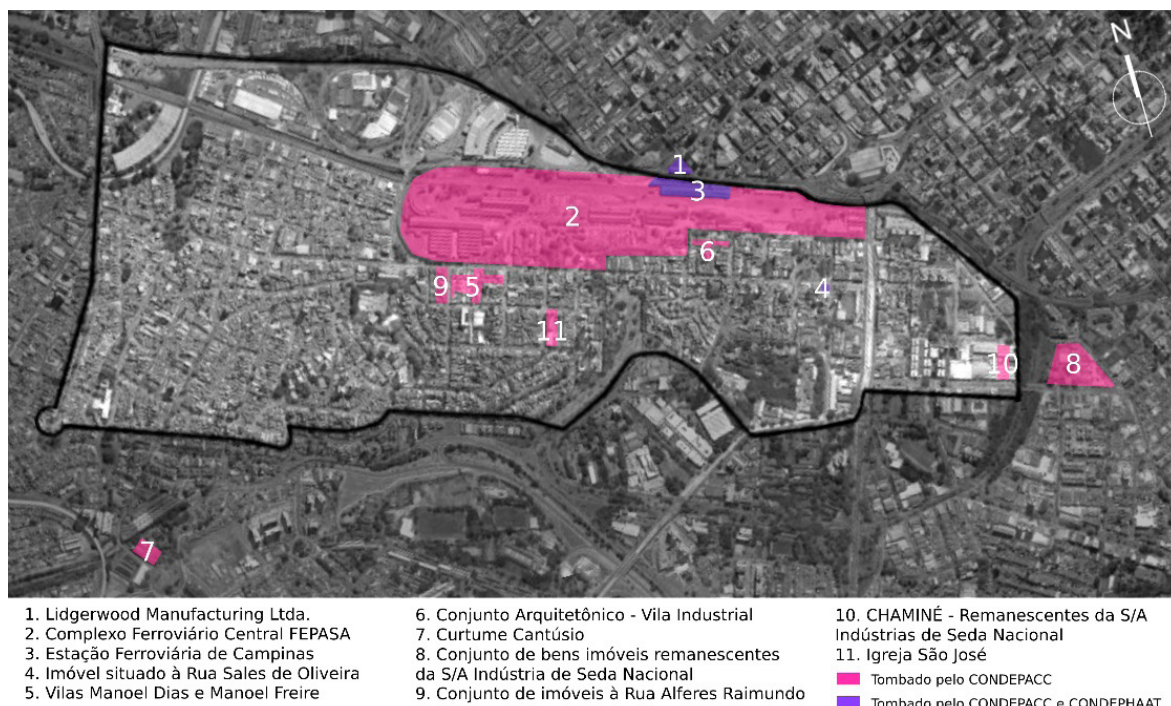 N
1
3
2
6
4
9
5
11
10
8
7
1. Lidgerwood Manufacturing Ltda.
2. Complexo Ferroviário Central FEPASA
3. Estação Ferroviária de Campinas
4. Imóvel situado à Rua Sales de Oliveira
5. Vilas Manoel Dias e Manoel Freire
6. Conjunto Arquitetônico - Vila Industrial
7. Curtume Cantúsio
8. Conjunto de bens imóveis remanescentes
da S/A Indústria de Seda Nacional
9. Conjunto de imóveis à Rua Alferes Raimundo
10. CHAMINÉ - Remanescentes da S/A
Indústrias de Seda Nacional
11. Igreja São José
Tombado pelo CONDEPACC
Tombado pelo CONDEPACC e CONDEPHAAT